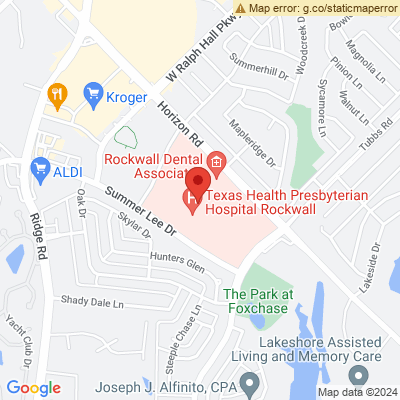 Map error: g.co/staticmaperror
W Ralph Hall Pkwy
Woodcreek D
Bowie
Magnolia Ln
Pinion Ln
Walnut Ln
Sycamore Ln
Summerhill Dr
Tubbs Rd
Kroger
Horizon Rd
Mapleridge Dr
Rockwall Dental
Associat
ALDI
Texas Health Presbyterian
Hospital Rockwall
Oak Dr
Summer Lee Dr
Skylar Dr
Ridge Rd
Hunters Glen
Lakeside Dr
Shady Dale Ln
The Park at
Foxchase
Steeple Chase Ln
Yacht Club Dr
Lakeshore Assisted
Living and Memory Care
Joseph J. Alfinito, CPA
Google
Map data ©2024